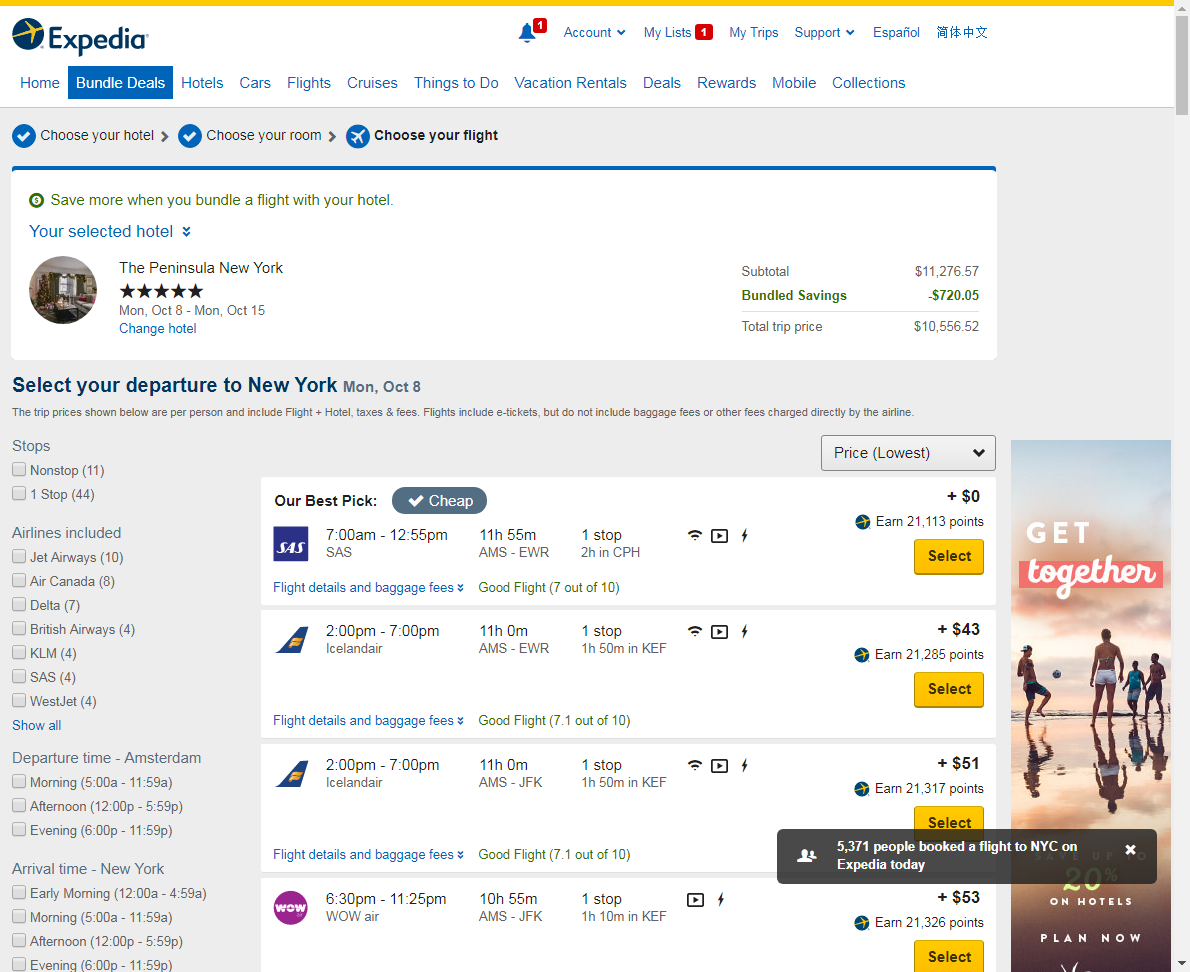 Expedia
1
Account
My Lists 1
My Trips
Support
Español
简体中文
Home
Bundle Deals
Hotels
Cars
Flights
Cruises
Things to Do
Vacation Rentals
Deals
Rewards
Mobile
Collections
Choose your hotel
Choose your room
Choose your flight
Save more when you bundle a flight with your hotel.
Your selected hotel
The Peninsula New York
Mon, Oct 8 - Mon, Oct 15
Change hotel
Subtotal $11,276.57
Bundled Savings -$720.05
Total trip price $10,556.52
Select your departure to New York Mon, Oct 8
The trip prices shown below are per person and include Flight + Hotel, taxes & fees. Flights include e-tickets, but do not include baggage fees or other fees charged directly by the airline.
Stops
Nonstop (11)
1 Stop (44)
Airlines included
Jet Airways (10)
Air Canada (8)
Delta (7)
British Airways (4)
KLM (4)
SAS (4)
WestJet (4)
Show all
Departure time - Amsterdam
Morning (5:00a - 11:59a)
Afternoon (12:00p - 5:59p)
Evening (6:00p - 11:59p)
Arrival time - New York
Early Morning (12:00a - 4:59a)
Morning (5:00a - 11:59a)
Afternoon (12:00p - 5:59p)
Evening (6:00p - 11:59p)
Price (Lowest)
Our Best Pick: Cheap
+ $0
SAS
7:00am - 12:55pm 11h 55m 1 stop
SAS AMS - EWR 2h in CPH
Earn 21,113 points
Select
Flight details and baggage fees Good Flight (7 out of 10)
2:00pm - 7:00pm 11h 0m 1 stop + $43
Icelandair AMS - EWR 1h 50m in KEF
Earn 21,285 points
Select
Flight details and baggage fees Good Flight (7.1 out of 10)
2:00pm - 7:00pm 11h 0m 1 stop + $51
Icelandair AMS - JFK 1h 50m in KEF
Earn 21,317 points
Select
Flight details and baggage fees Good Flight (7.1 out of 10)
WOW
6:30pm - 11:25pm 10h 55m 1 stop + $53
WOW air AMS - JFK 1h 10m in KEF
Earn 21,326 points
Select
5,371 people booked a flight to NYC on
Expedia today
GET
together
SAVE UP TO
20%
ON HOTELS
PLAN NOW